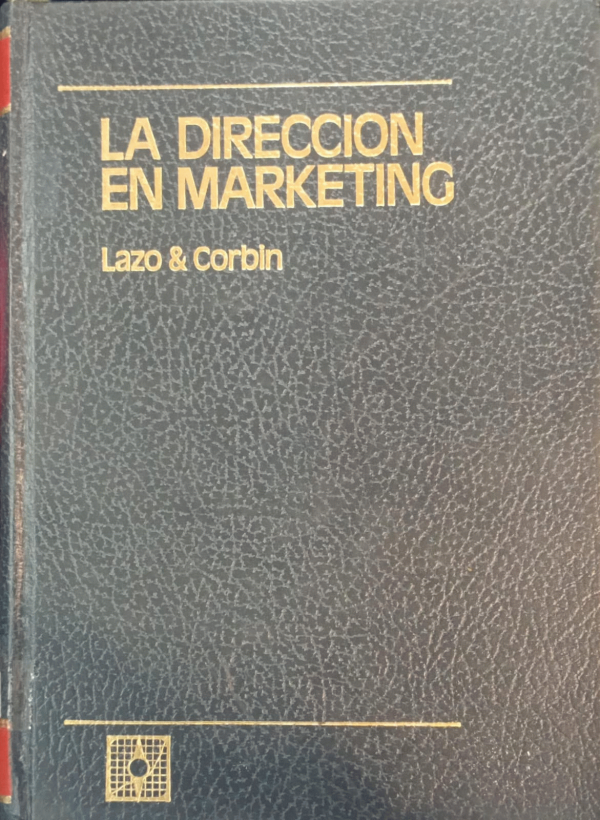 LA DIRECCION
EN MARKETING
Lazo & Corbin